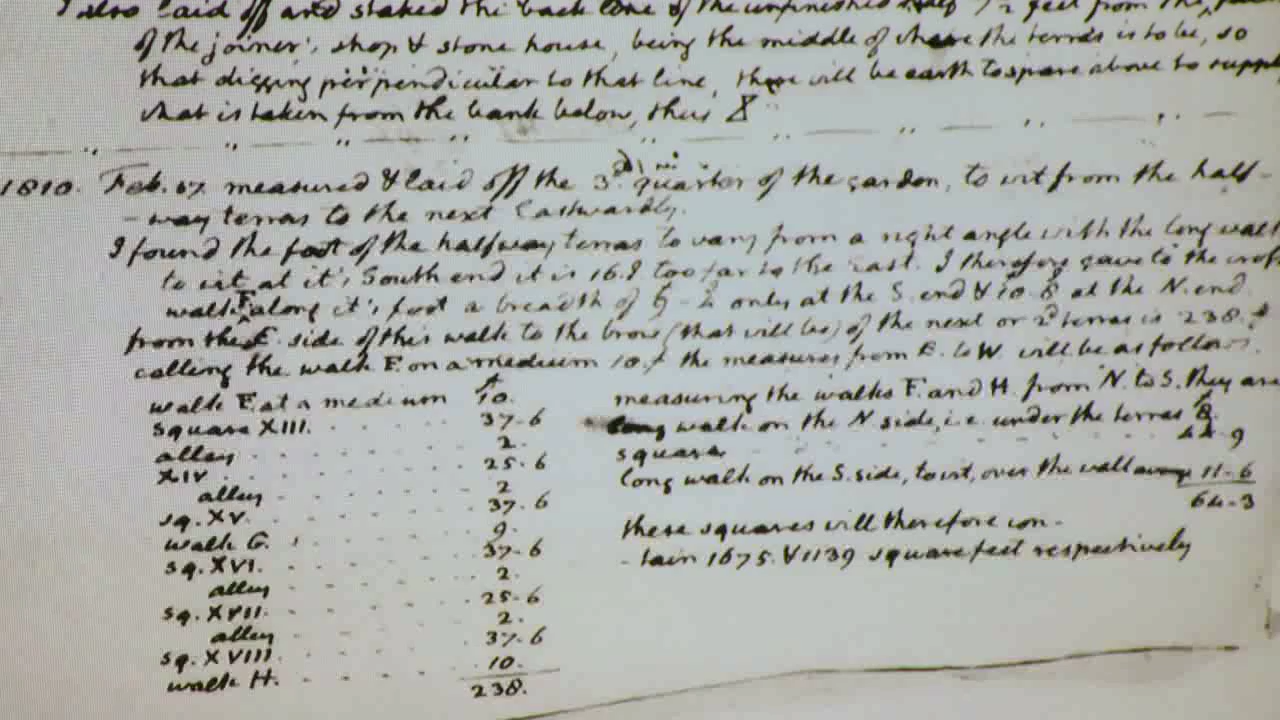 I also laid off and staked the back line of the unfinished feet from the
of the joiner's shop & stone house, being the middle of where the terras is to be, so
that digging perpendicular to that line, there will be earth to spare above to suppl
what is taken from the bank below, thus
1810. Feb. measured & laid off the 3d. quarter of the garden, to wit from the half-
-way terras to the next Eastwardly.
I found the foot of the halfway terras to vary from a right angle with the long wall
to wit at it's South end it is 16.I too far to the East. I therefore gave to the cross
walk F. along it's foot a breadth of only at the S. end & 10-8 at the N. end
from the E. side of this walk to the brow (that will be) of the next or 2d terras is 238. f
calling the walk F. on a medium 10. f the measures from E. to W. will be as follows.
f
walk F. at a medium 10.
square XIII. 37-6
alley 2.
XIV. 25-6
alley 2
sq. XV. 37-6
walk G. 9.
sq. XVI. 37-6
alley 2.
sq. XVII. 25-6
alley 2.
sq. XVIII. 37-6
walk H. 10.
238.
measuring the walks F. and H. from N. to S. they are
long walk on the N side, i.e. under the terras 8.
square 44-9
long walk on the S. side, to wit, over the wall 11-6
64-3
these squares will therefore con-
-tain 1675. & 1139 square feet respectively